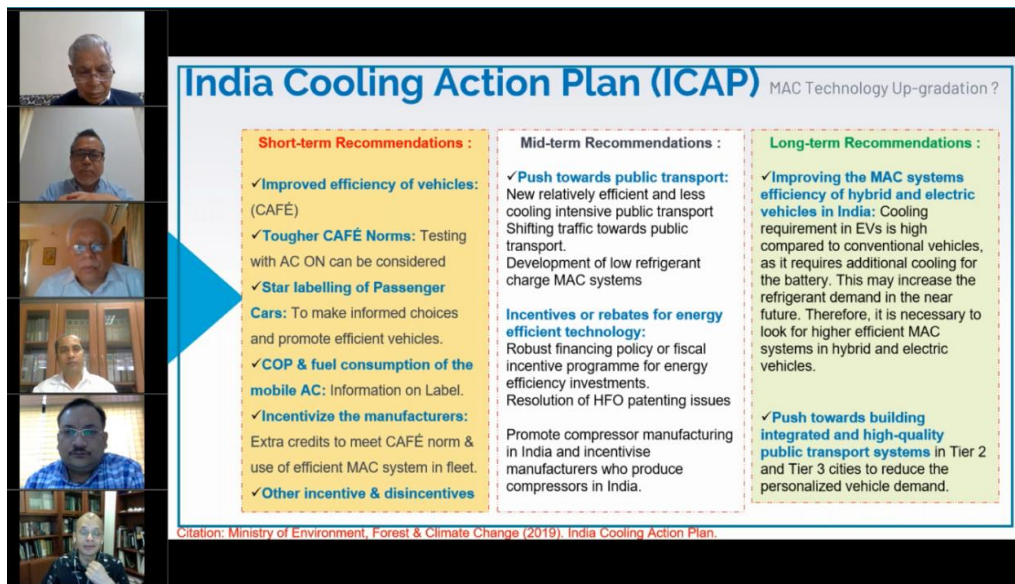 India Cooling Action Plan (ICAP) MAC Technology Up-gradation ?
Short-term Recommendations :
✓Improved efficiency of vehicles:
(CAFÉ)
✓Tougher CAFÉ Norms: Testing
with AC ON can be considered
✓Star labelling of Passenger
Cars: To make informed choices
and promote efficient vehicles.
✓COP & fuel consumption of the
mobile AC: Information on Label.
✓Incentivize the manufacturers:
Extra credits to meet CAFÉ norm &
use of efficient MAC system in fleet.
✓Other incentive & disincentives
Mid-term Recommendations :
✓Push towards public transport:
New relatively efficient and less
cooling intensive public transport
Shifting traffic towards public
transport.
Development of low refrigerant
charge MAC systems
Incentives or rebates for energy
efficient technology:
Robust financing policy or fiscal
incentive programme for energy
efficiency investments.
Resolution of HFO patenting issues
Promote compressor manufacturing
in India and incentivise
manufacturers who produce
compressors in India.
Long-term Recommendations :
✓Improving the MAC systems
efficiency of hybrid and electric
vehicles in India: Cooling
requirement in EVs is high
compared to conventional vehicles,
as it requires additional cooling for
the battery. This may increase the
refrigerant demand in the near
future. Therefore, it is necessary to
look for higher efficient MAC
systems in hybrid and electric
vehicles.
✓Push towards building
integrated and high-quality
public transport systems in Tier 2
and Tier 3 cities to reduce the
personalized vehicle demand.
Citation: Ministry of Environment, Forest & Climate Change (2019). India Cooling Action Plan.